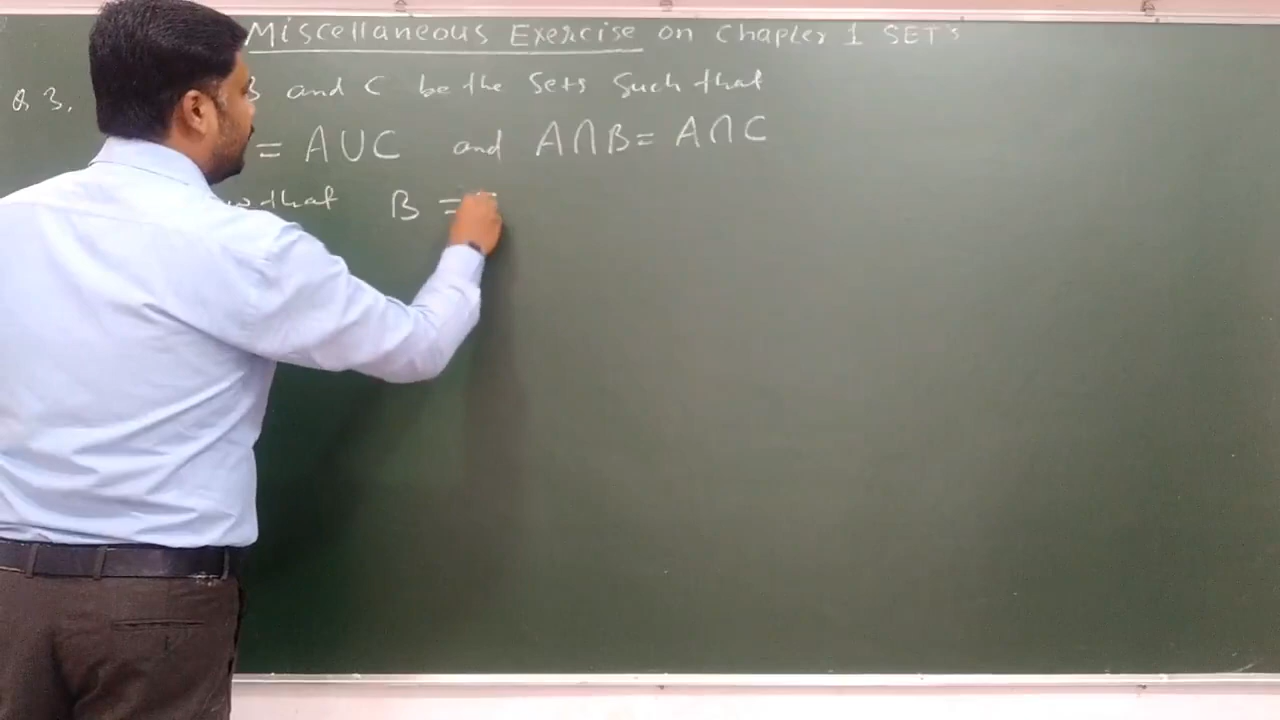 Miscellaneous Exercise on Chapter 1 SETS
Q 3. B and C be the Sets Such that
= A∪C and A∩B = A∩C
that B =